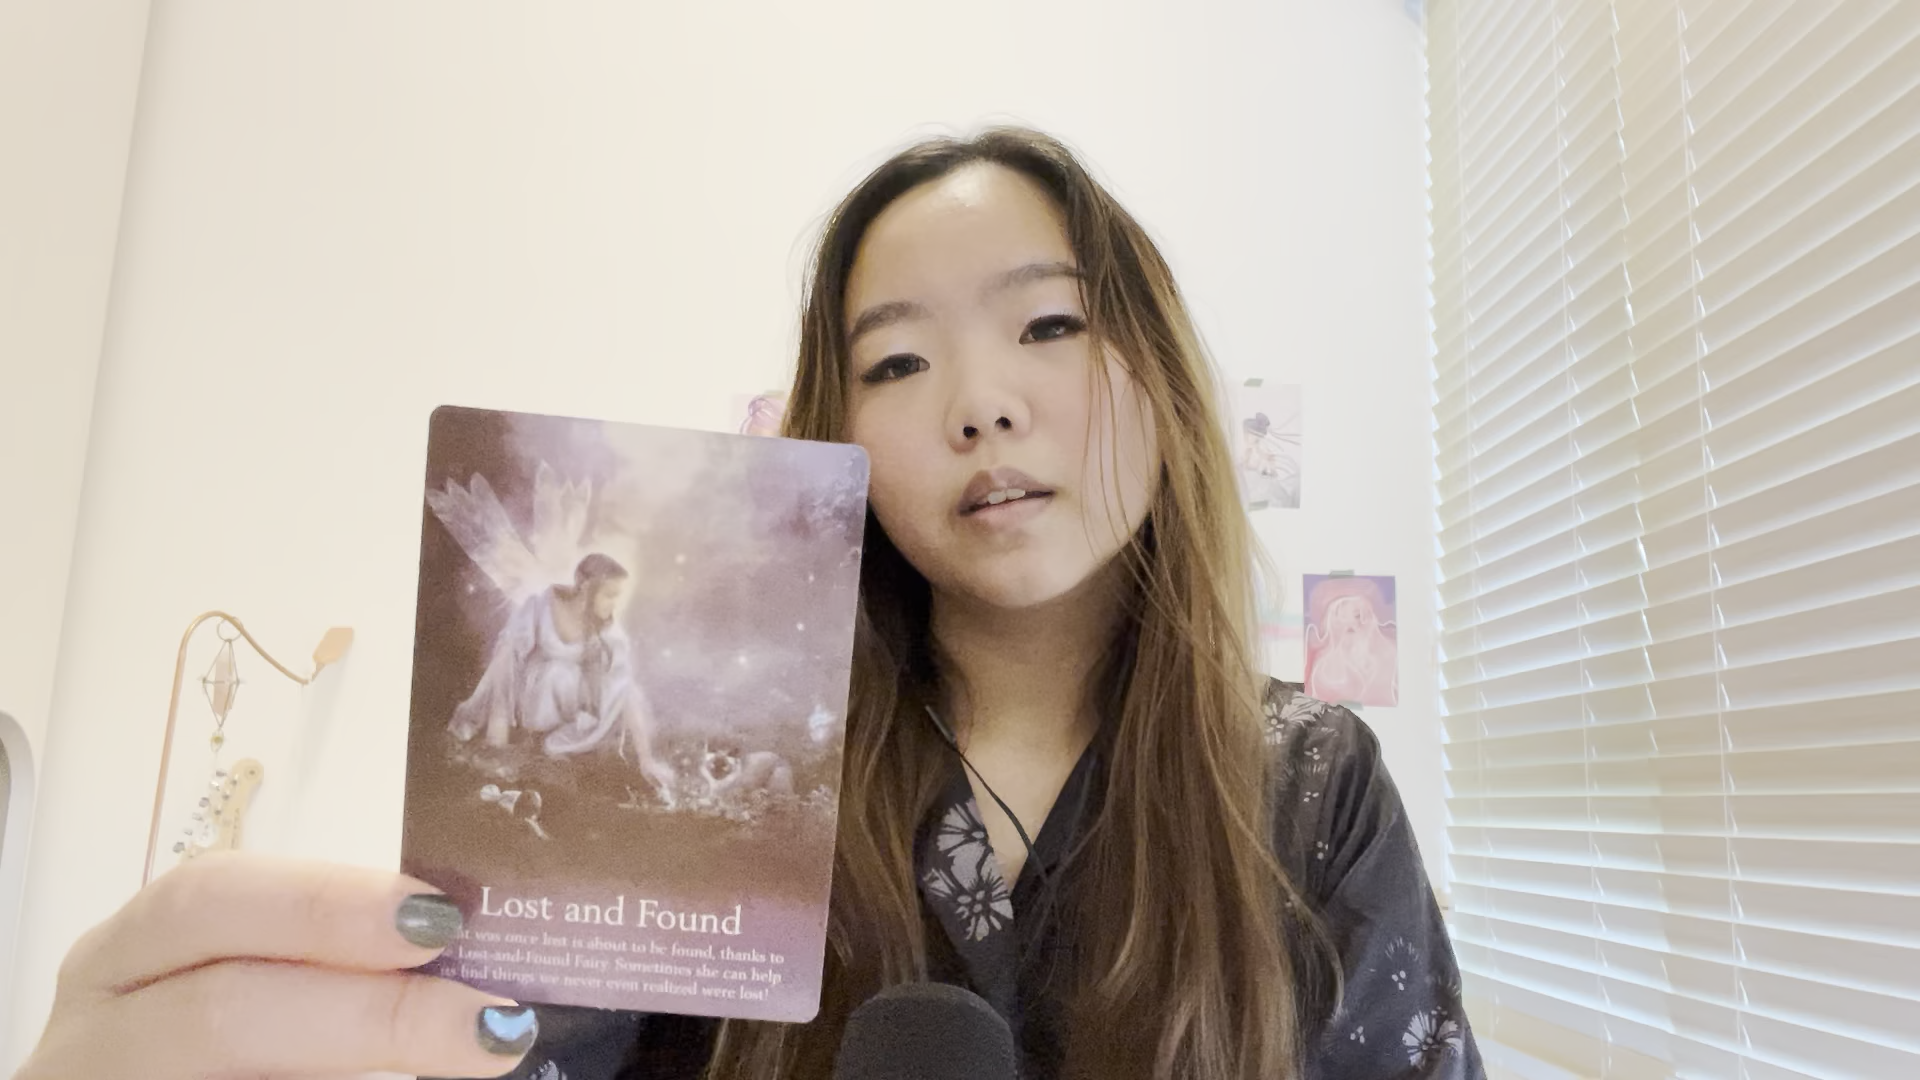 Lost and Found
was once lost is about to be found, thanks to
Lost-and-Found Fairy. Sometimes she can help
us find things we never even realized were lost!